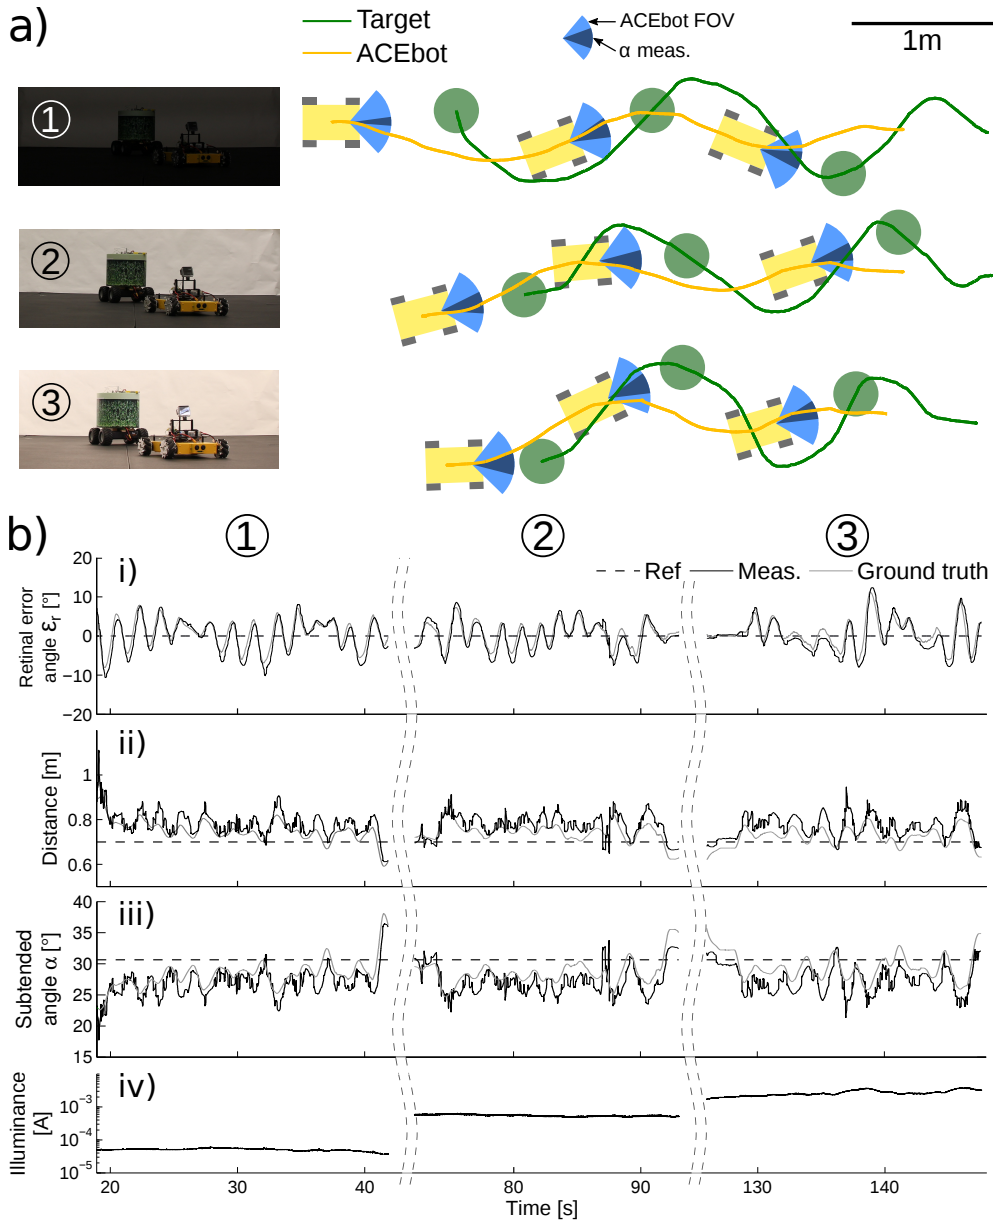 a)
Target
ACEbot
ACEbot FOV
α meas.
1m
1
2
3
b)
1
2
3
i)
Ref
Meas.
Ground truth
Retinal error
angle εr [°]
20
10
0
−10
−20
ii)
Distance [m]
1
0.8
0.6
iii)
Subtended
angle α [°]
40
35
30
25
20
15
iv)
Illuminance
[A]
10⁻³
10⁻⁴
10⁻⁵
20
30
40
80
90
130
140
Time [s]